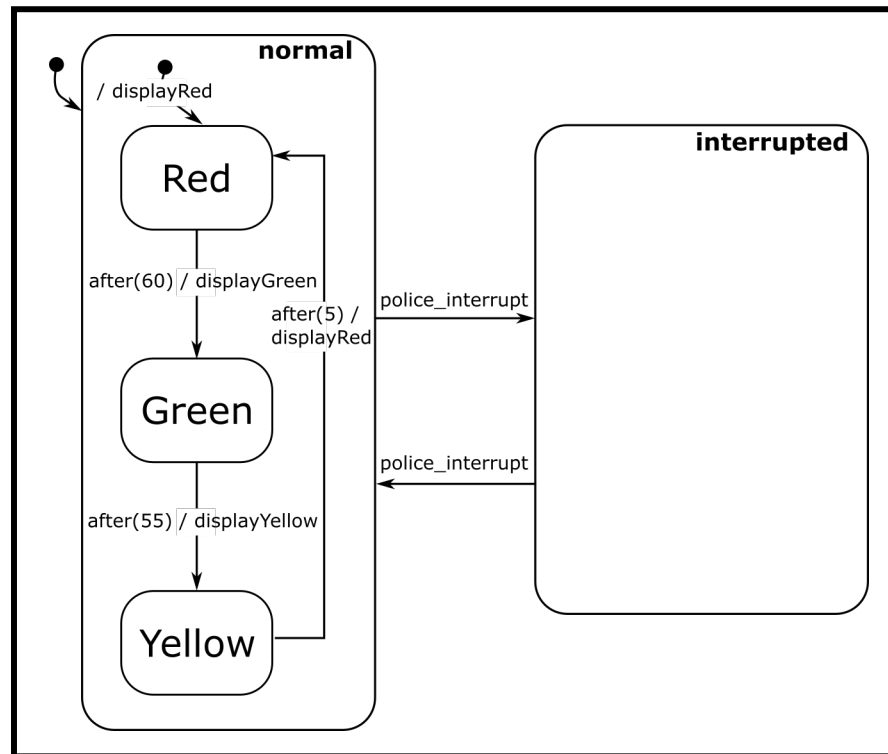 normal
/ displayRed
Red
after(60) / displayGreen
after(5) /
displayRed
Green
after(55) / displayYellow
Yellow
police_interrupt
police_interrupt
interrupted